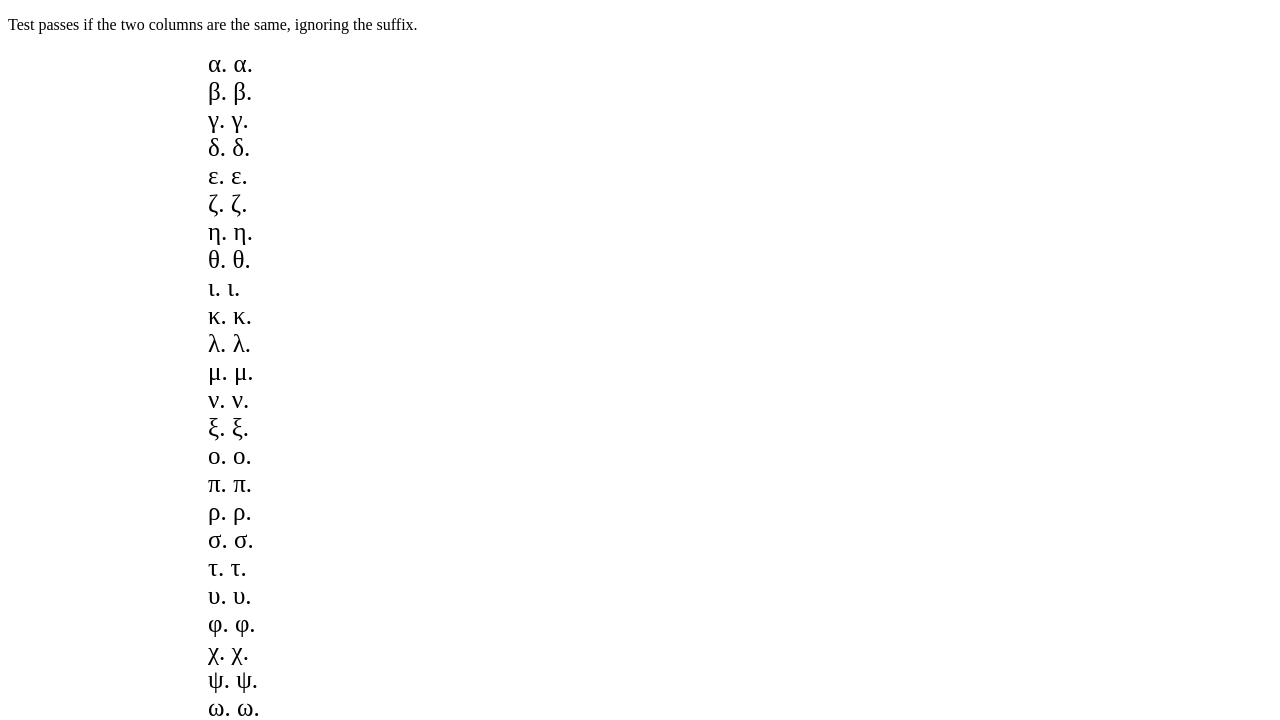 Test passes if the two columns are the same, ignoring the suffix.
α. α.
β. β.
γ. γ.
δ. δ.
ε. ε.
ζ. ζ.
η. η.
θ. θ.
ι. ι.
κ. κ.
λ. λ.
μ. μ.
ν. ν.
ξ. ξ.
ο. ο.
π. π.
ρ. ρ.
σ. σ.
τ. τ.
υ. υ.
φ. φ.
χ. χ.
ψ. ψ.
ω. ω.